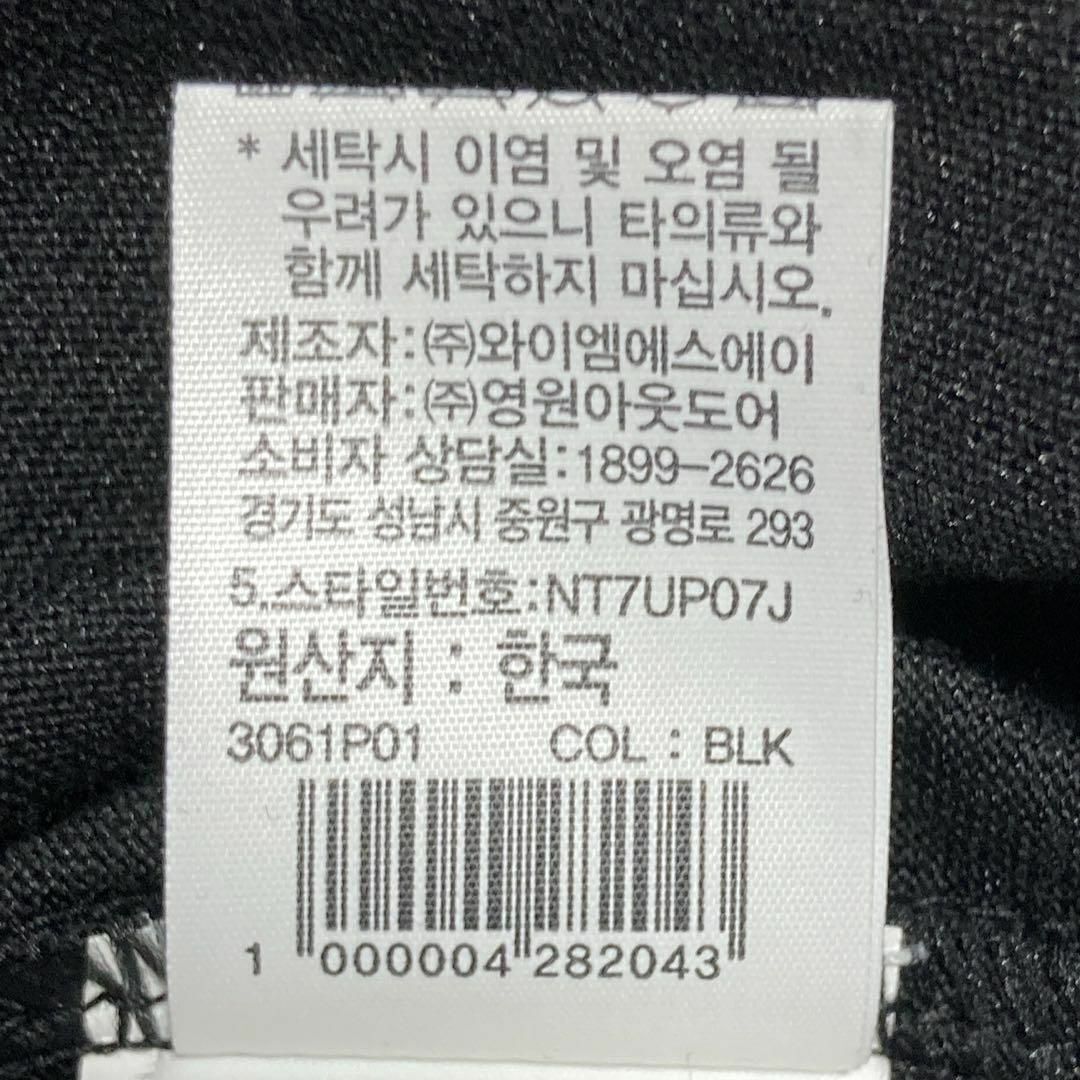 * 세탁시 이염 및 오염 될
우려가 있으니 타의류와
함께 세탁하지 마십시오.
제조자:㈜와이엠에스에이
판매자:㈜영원아웃도어
소비자 상담실:1899-2626
경기도 성남시 중원구 광명로 293
5.스타일번호:NT7UP07J
원산지 : 한국
3061P01 COL : BLK
1 000004 282043